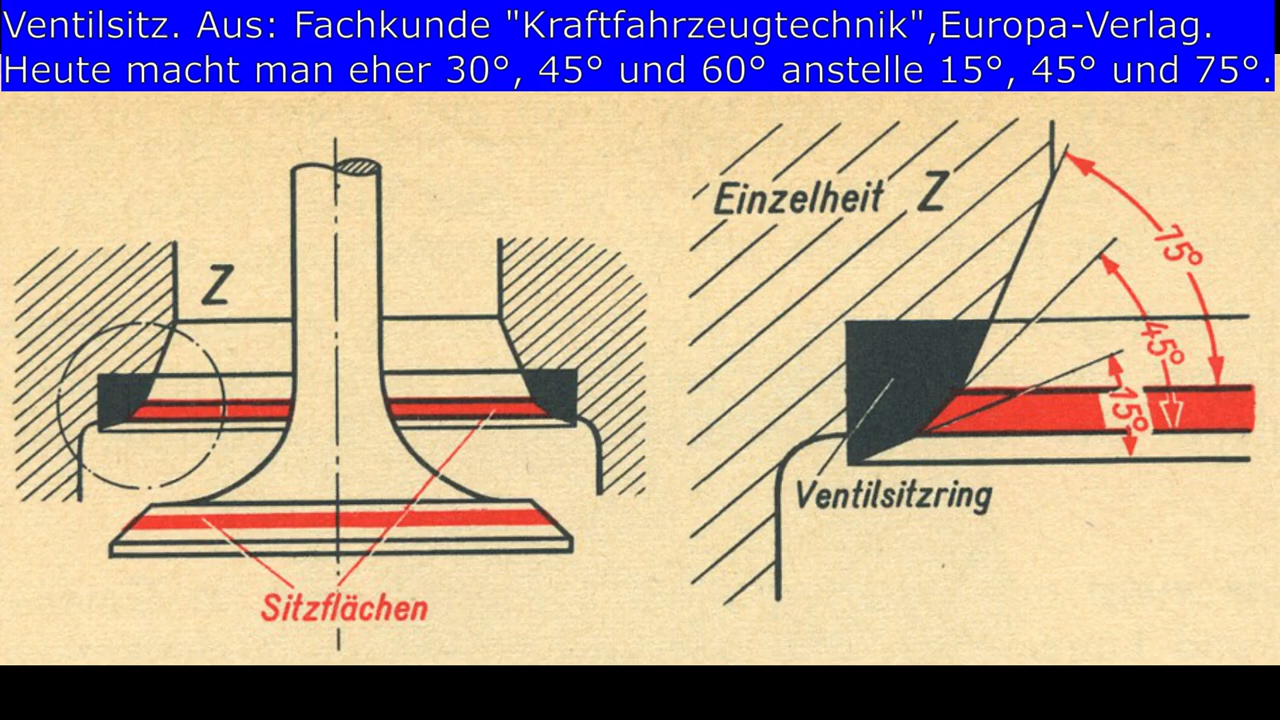 Ventilsitz. Aus: Fachkunde "Kraftfahrzeugtechnik",Europa-Verlag.
Heute macht man eher 30°, 45° und 60° anstelle 15°, 45° und 75°.
Z
Sitzflächen
Einzelheit Z
75°
45°
15°
Ventilsitzring